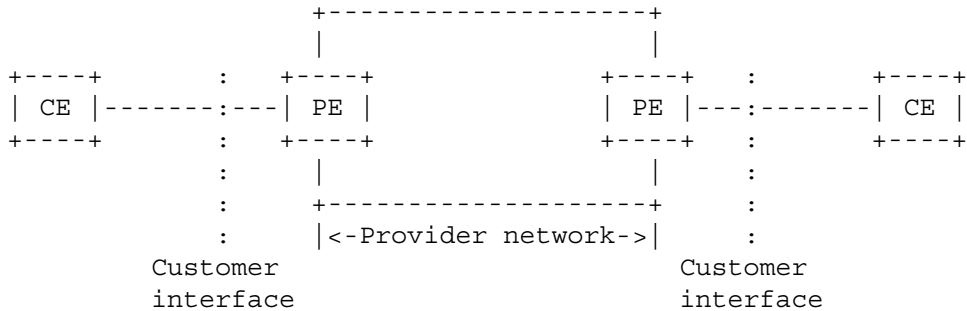 CE PE PE CE
<-Provider network->
Customer Customer
interface interface